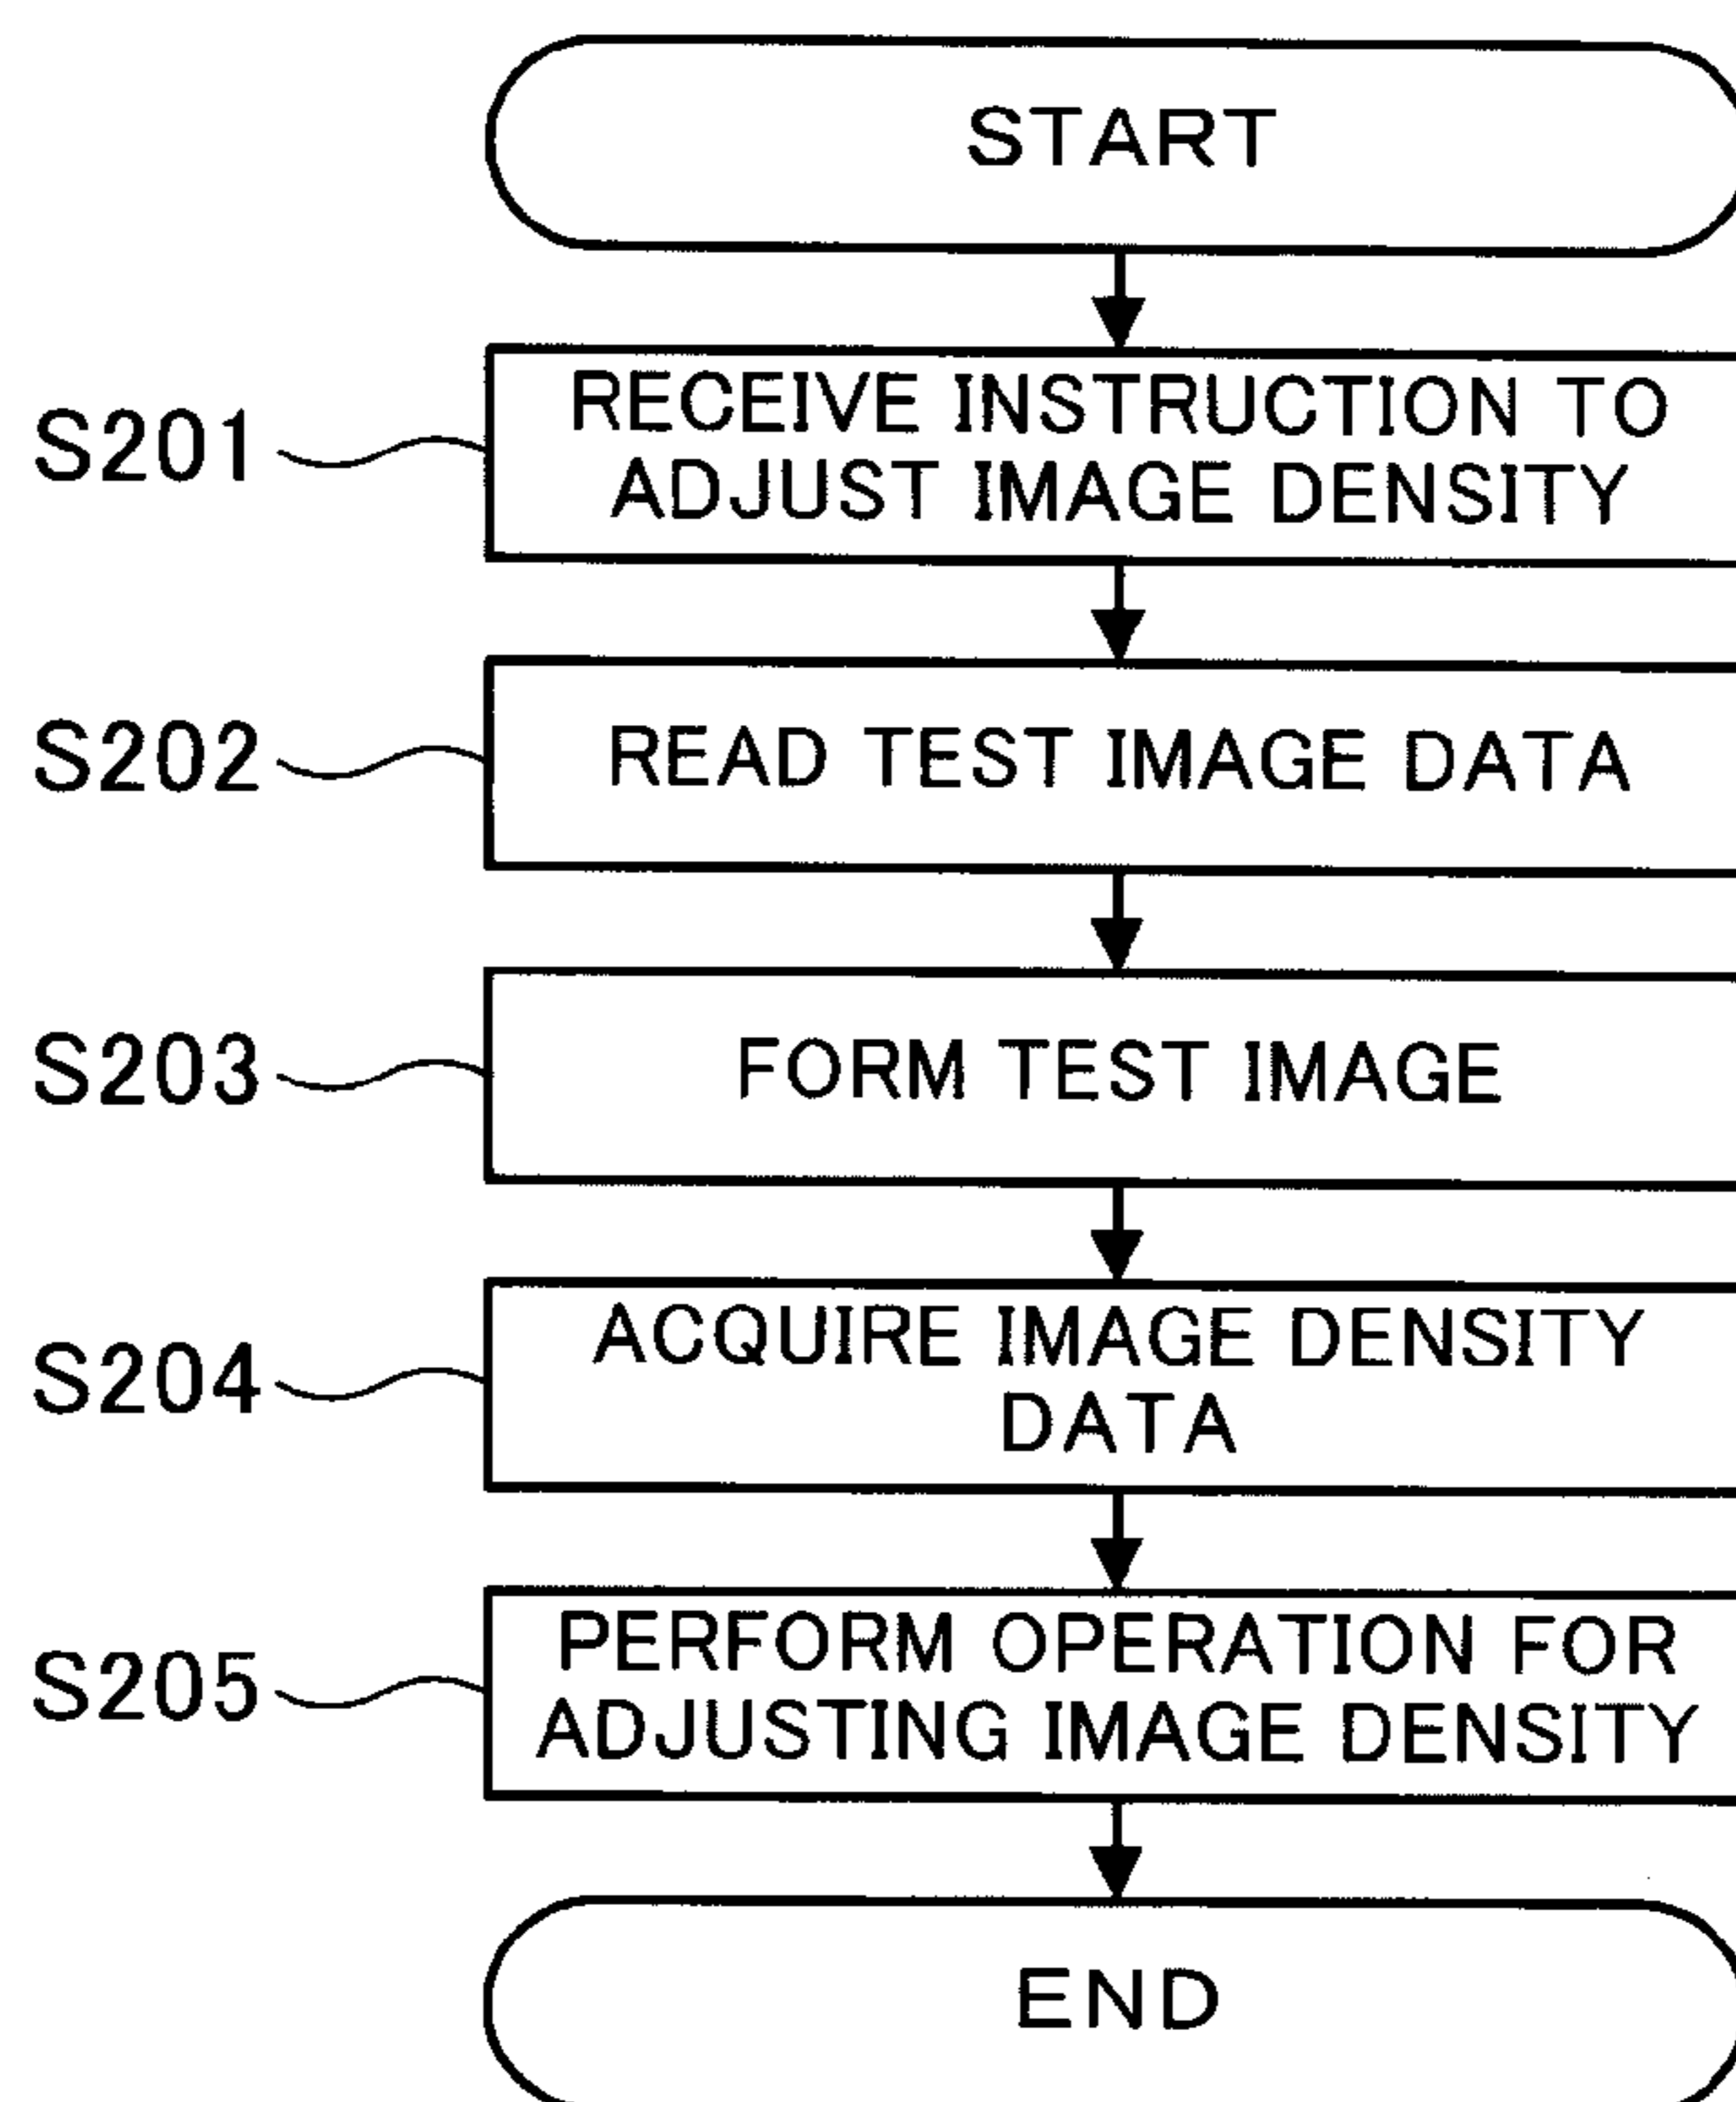 START
S201
RECEIVE INSTRUCTION TO
ADJUST IMAGE DENSITY
S202
READ TEST IMAGE DATA
S203
FORM TEST IMAGE
S204
ACQUIRE IMAGE DENSITY
DATA
S205
PERFORM OPERATION FOR
ADJUSTING IMAGE DENSITY
END